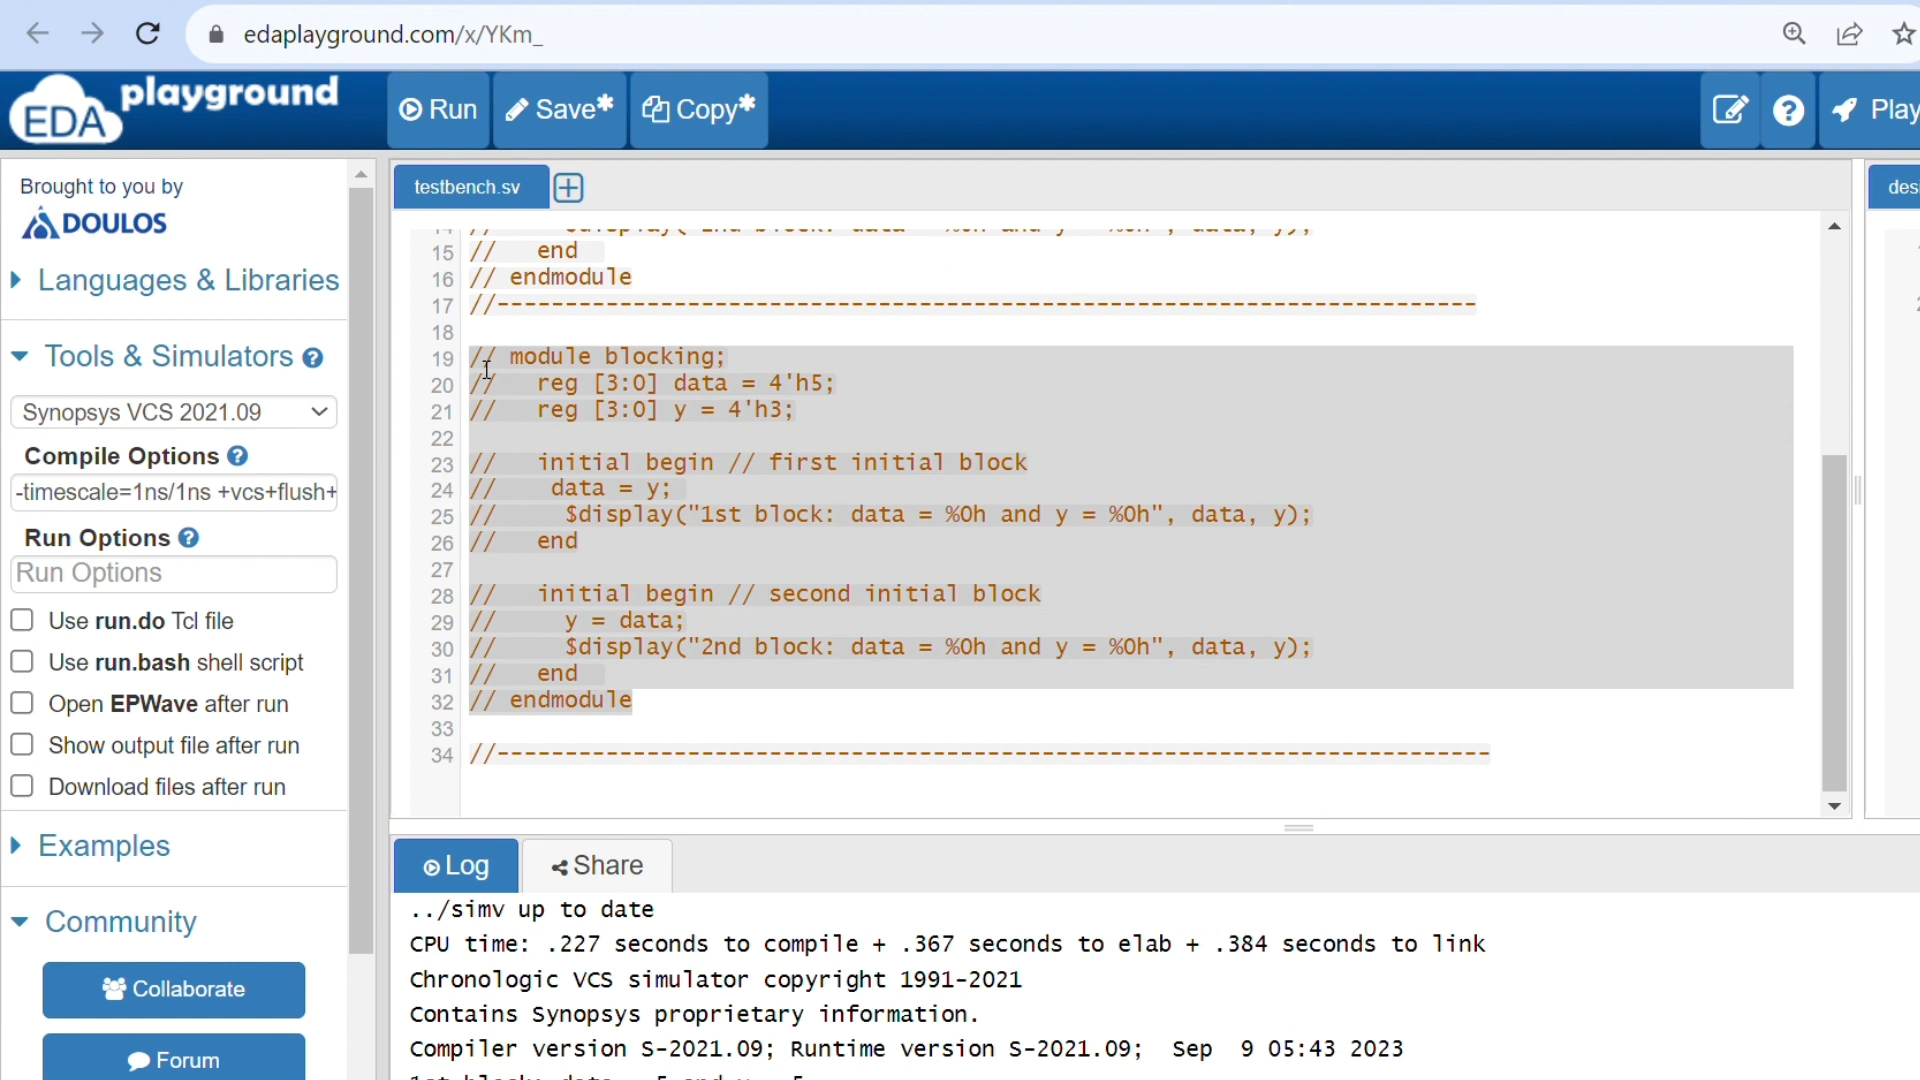 edaplayground.com/x/YKm_
EDA playground
Run
Save*
Copy*
Play
Brought to you by
DOULOS
Languages & Libraries
Tools & Simulators
Synopsys VCS 2021.09
Compile Options
-timescale=1ns/1ns +vcs+flush+
Run Options
Run Options
Use run.do Tcl file
Use run.bash shell script
Open EPWave after run
Show output file after run
Download files after run
Examples
Community
Collaborate
Forum
testbench.sv
desi
15 // end
16 // endmodule
17 //------------------------------------------------------------------------
18
19 // module blocking;
20 // reg [3:0] data = 4'h5;
21 // reg [3:0] y = 4'h3;
22
23 // initial begin // first initial block
24 // data = y;
25 // $display("1st block: data = %0h and y = %0h", data, y);
26 // end
27
28 // initial begin // second initial block
29 // y = data;
30 // $display("2nd block: data = %0h and y = %0h", data, y);
31 // end
32 // endmodule
33
34 //-------------------------------------------------------------------------
Log
Share
../simv up to date
CPU time: .227 seconds to compile + .367 seconds to elab + .384 seconds to link
Chronologic VCS simulator copyright 1991-2021
Contains Synopsys proprietary information.
Compiler version S-2021.09; Runtime version S-2021.09; Sep 9 05:43 2023